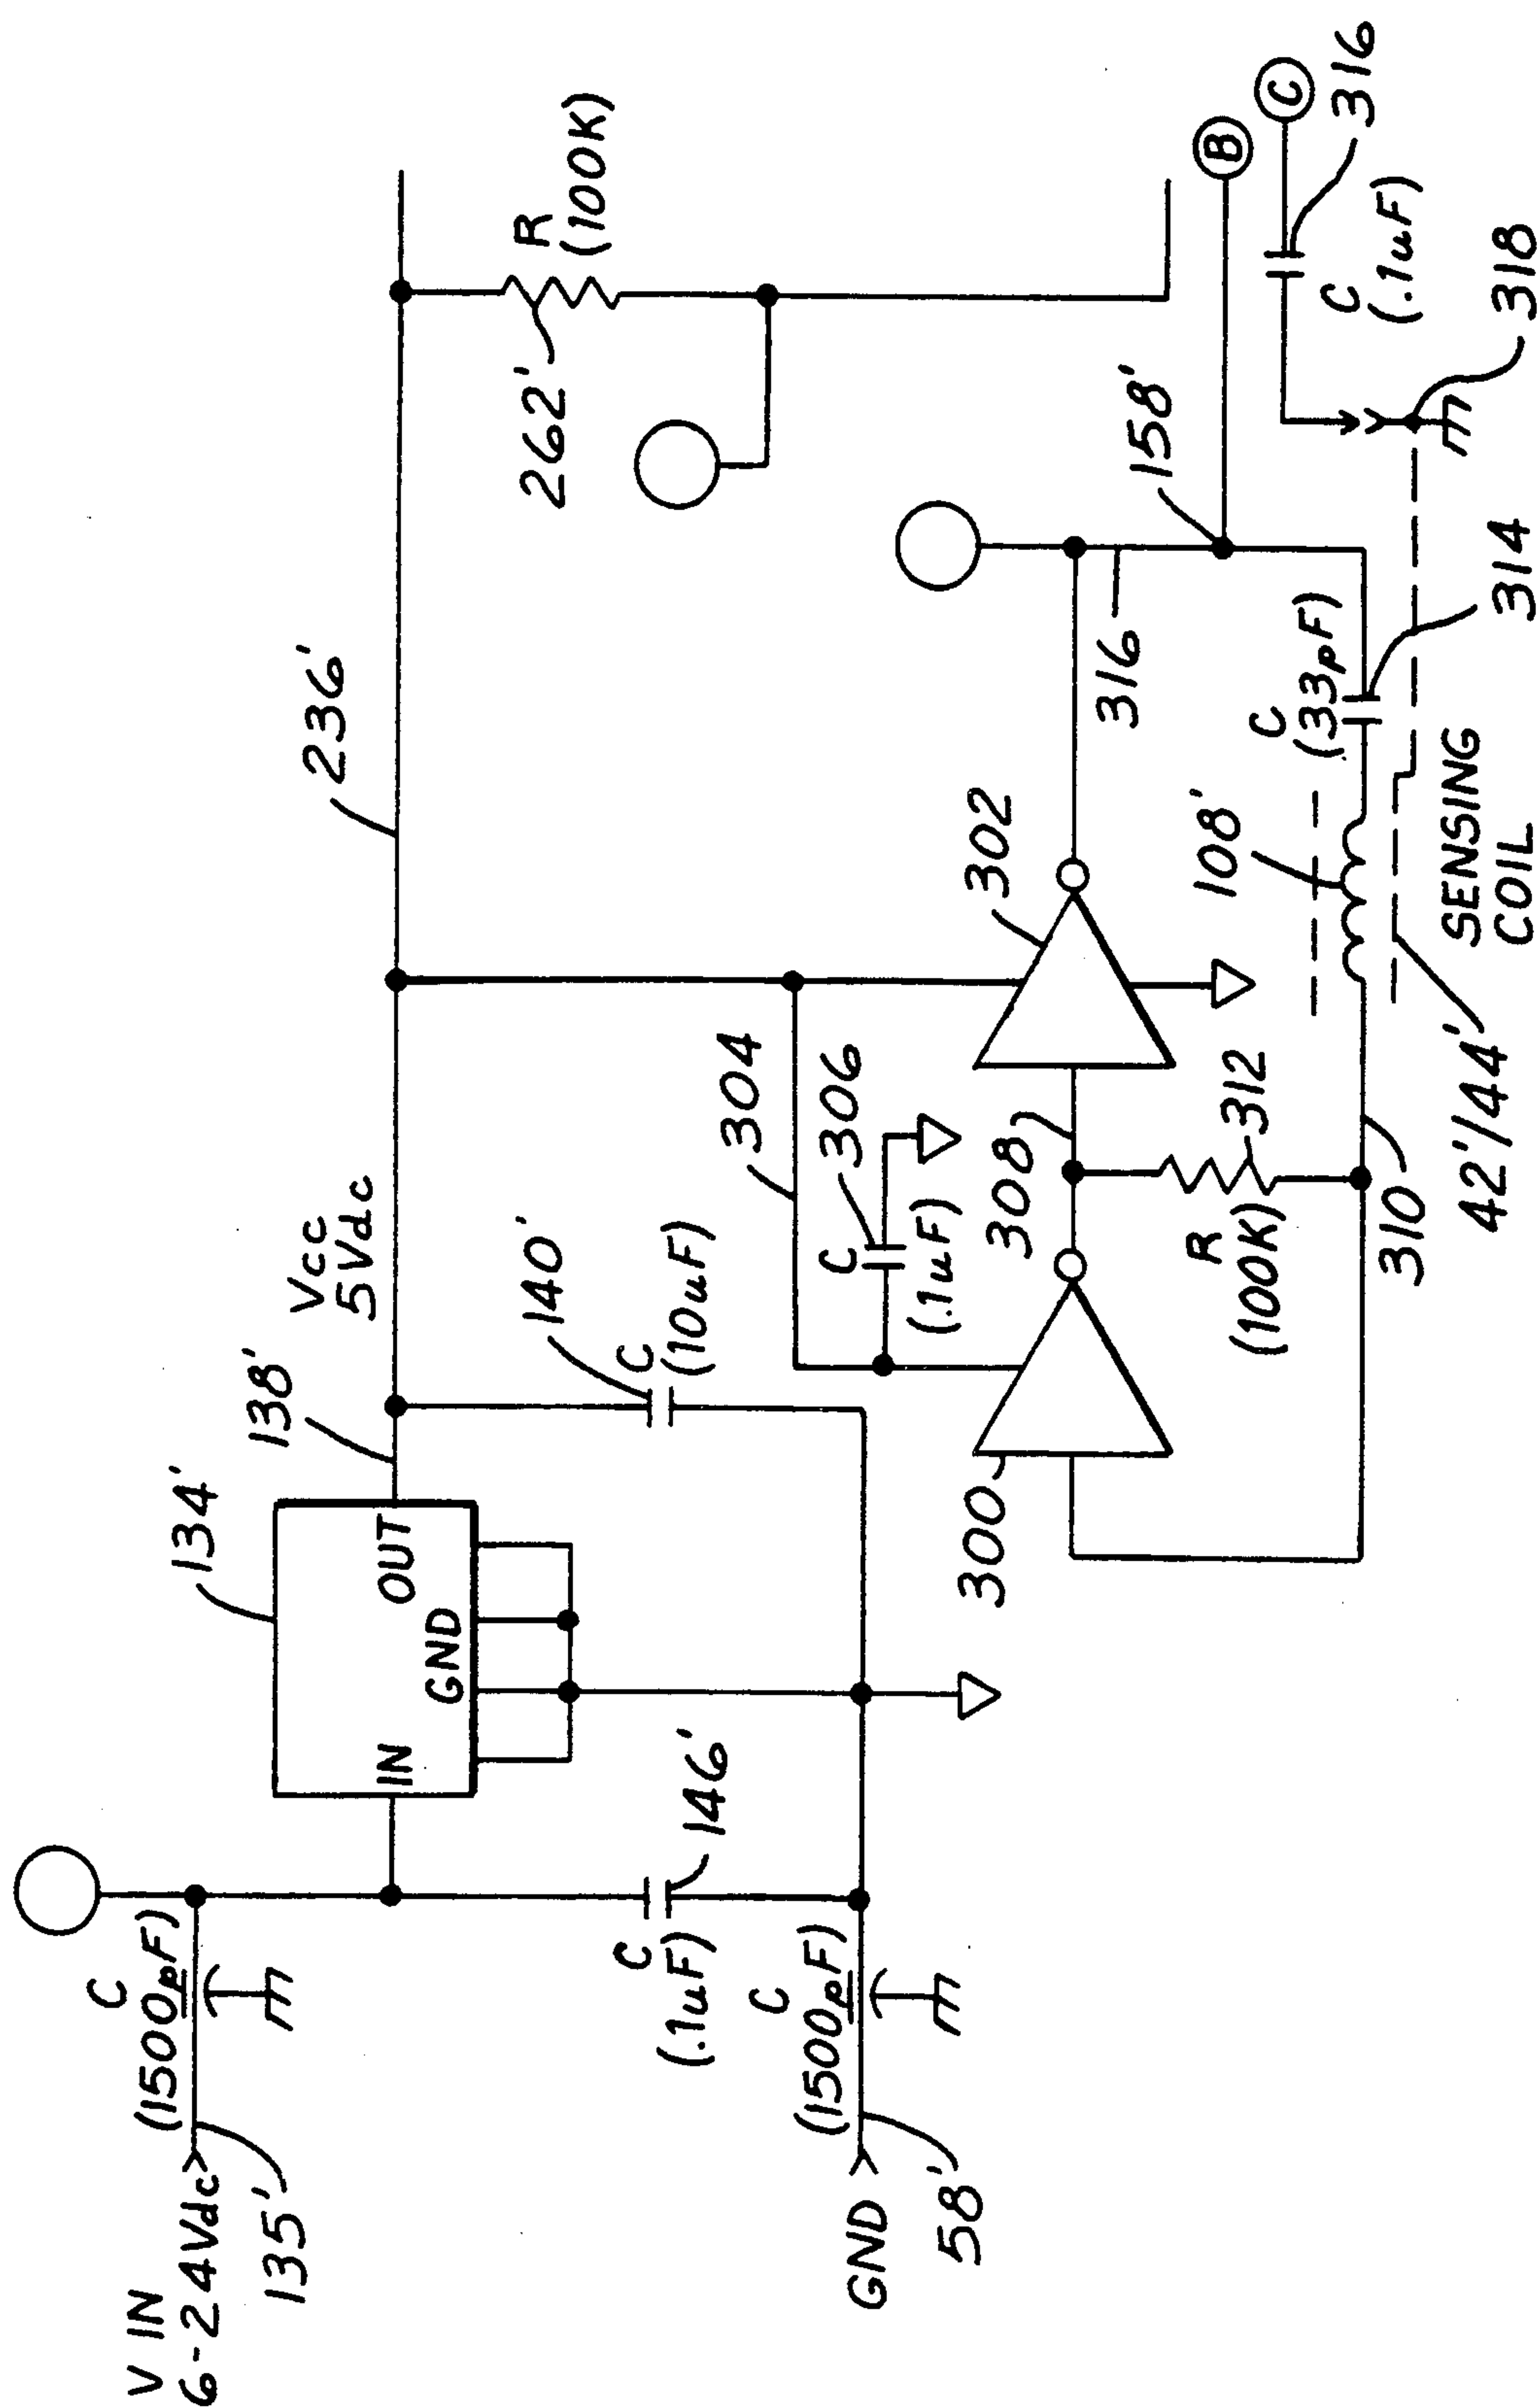 V IN
6-24Vdc
135'
C
(1500pF)
GND
58'
C
(1500pF)
C
(.1uF)
146'
134'
IN
GND
OUT
138'
Vcc
5Vdc
140'
C
(10uF)
236'
R
(100K)
262'
304
C
306
(.1uF)
300
302
308
R
(100K)
312
310
316
158'
B
C
316
C
(.1uF)
318
C
(33pF)
314
108'
SENSING
COIL
42'/44'